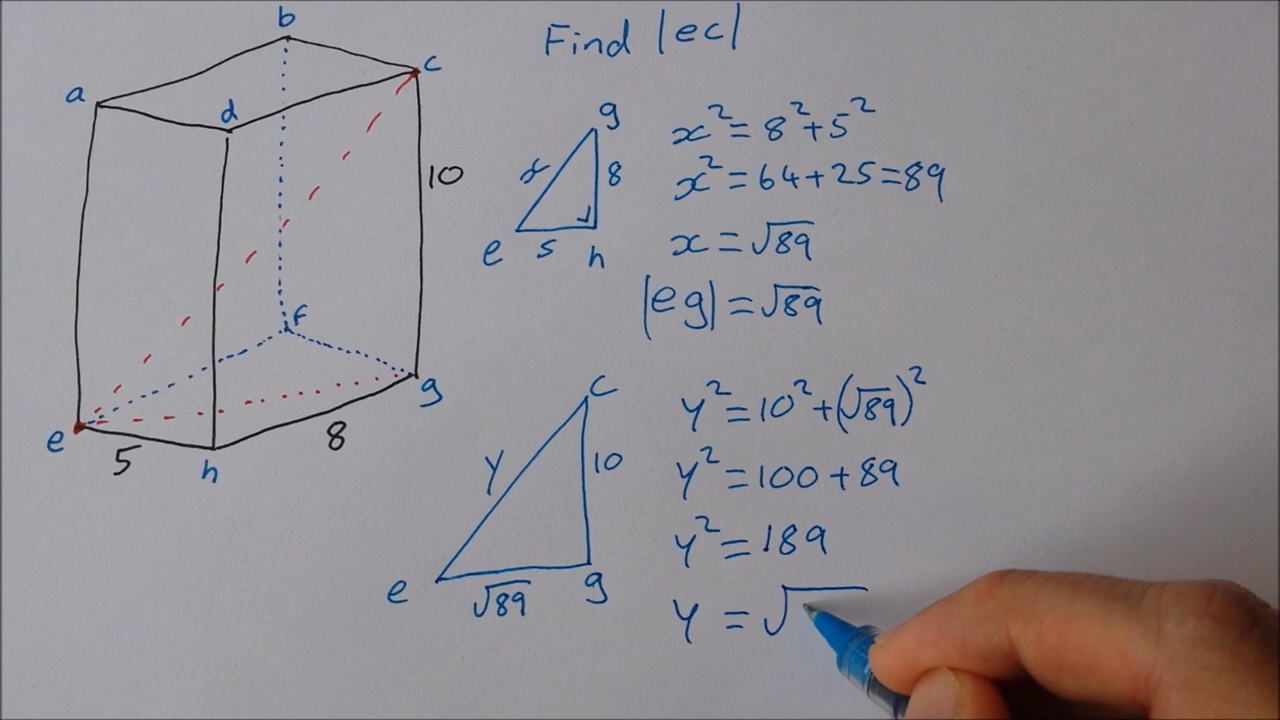 Find |ec|
b
c
a
d
10
f
g
e
5
h
8
g
x
8
e
5
h
x² = 8² + 5²
x² = 64 + 25 = 89
x = √89
|eg| = √89
c
y
10
e
√89
g
y² = 10² + (√89)²
y² = 100 + 89
y² = 189
y = √